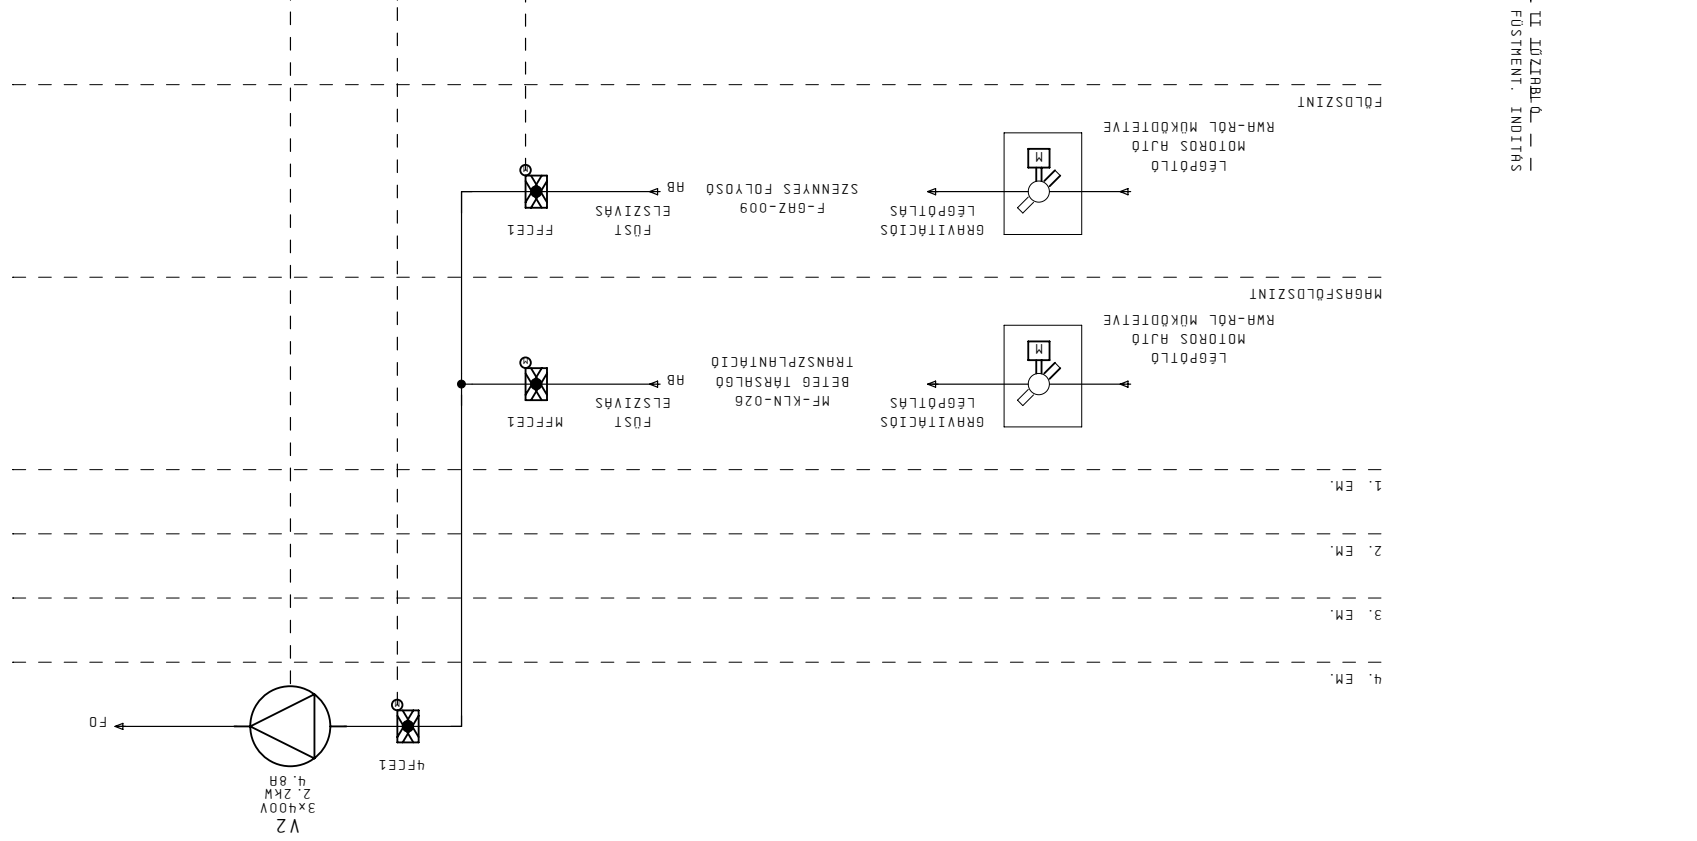 V2
3x400V
2.2kW
4.8A
4FCE1
M
FO
4. EM.
3. EM.
2. EM.
1. EM.
LÉGPÓTLÓ
MOTOROS AJTÓ
RWA-RÓL MŰKÖDTETVE
M
GRAVITÁCIÓS
LÉGPÓTLÁS
MF-KLN-026
BETEG TÁRSALGÓ
TRANSZPLANTÁCIÓ
FÜST
ELSZIVÁS
AB
MFFCE1
M
MAGASFÖLDSZINT
LÉGPÓTLÓ
MOTOROS AJTÓ
RWA-RÓL MŰKÖDTETVE
M
GRAVITÁCIÓS
LÉGPÓTLÁS
F-GAZ-009
SZENNYES FOLYOSÓ
FÜST
ELSZIVÁS
AB
FFCE1
M
FÖLDSZINT
TI TŰZTABLÓ
FÜSTMENT. INDITÁS